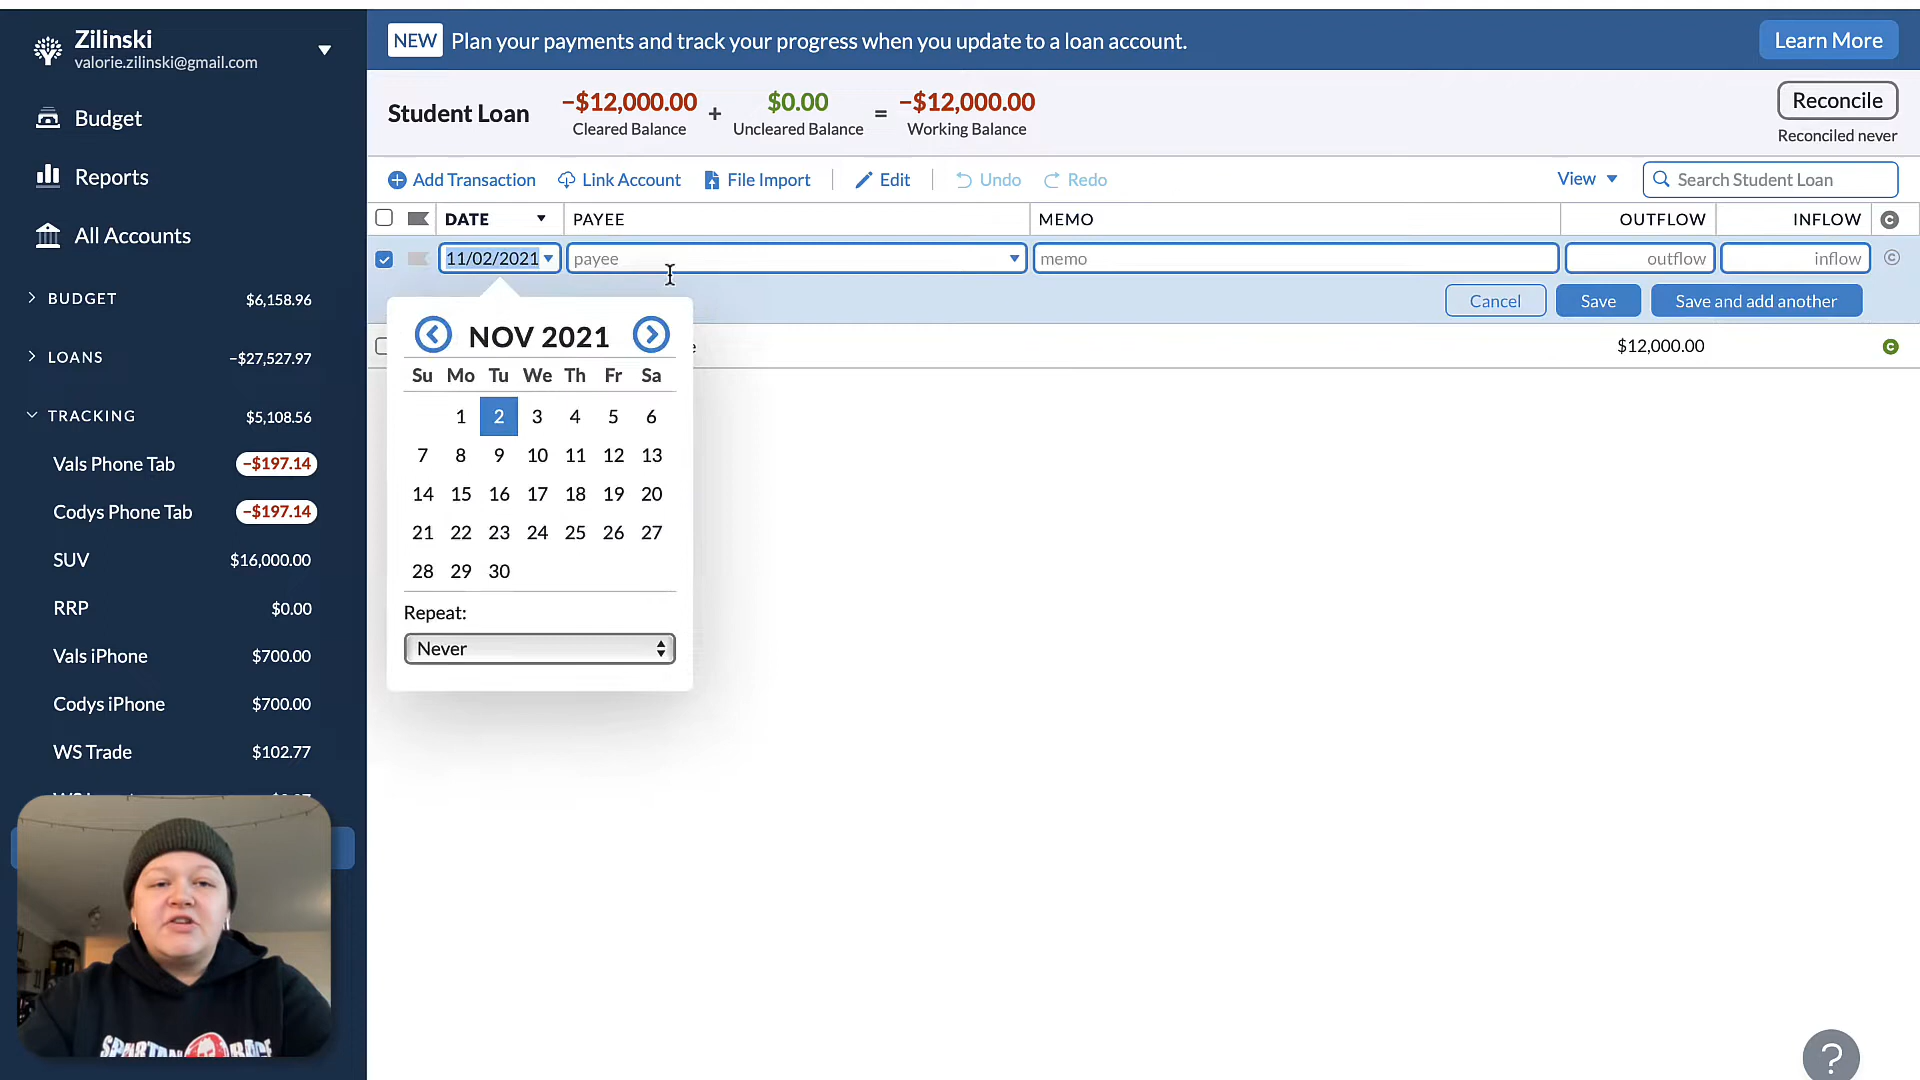 Zilinski
valorie.zilinski@gmail.com
Budget
Reports
All Accounts
BUDGET $6,158.96
LOANS −$27,527.97
TRACKING $5,108.56
Vals Phone Tab −$197.14
Codys Phone Tab −$197.14
SUV $16,000.00
RRP $0.00
Vals iPhone $700.00
Codys iPhone $700.00
WS Trade $102.77
SPARTAN RACE
NEW Plan your payments and track your progress when you update to a loan account. Learn More
Student Loan −$12,000.00 + $0.00 = −$12,000.00
Cleared Balance Uncleared Balance Working Balance
Reconcile
Reconciled never
Add Transaction Link Account File Import Edit Undo Redo View Search Student Loan
DATE PAYEE MEMO OUTFLOW INFLOW C
11/02/2021 payee memo outflow inflow C
Cancel Save Save and add another
$12,000.00 C
NOV 2021
Su Mo Tu We Th Fr Sa
1 2 3 4 5 6
7 8 9 10 11 12 13
14 15 16 17 18 19 20
21 22 23 24 25 26 27
28 29 30
Repeat:
Never
?